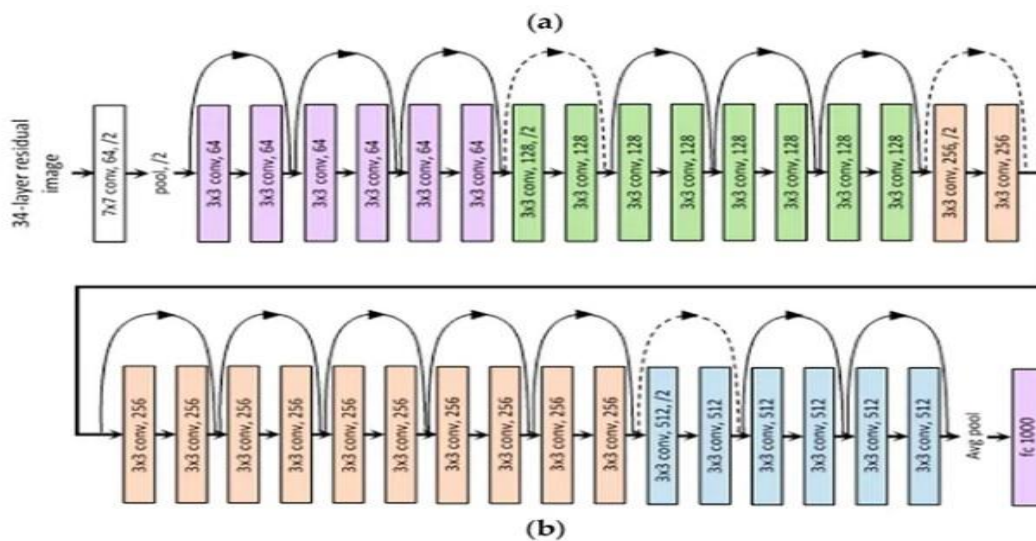 (a)
34-layer residual
image
7x7 conv, 64, /2
pool, /2
3x3 conv, 64
3x3 conv, 64
3x3 conv, 64
3x3 conv, 64
3x3 conv, 64
3x3 conv, 64
3x3 conv, 128, /2
3x3 conv, 128
3x3 conv, 128
3x3 conv, 128
3x3 conv, 128
3x3 conv, 128
3x3 conv, 128
3x3 conv, 128
3x3 conv, 256, /2
3x3 conv, 256
3x3 conv, 256
3x3 conv, 256
3x3 conv, 256
3x3 conv, 256
3x3 conv, 256
3x3 conv, 256
3x3 conv, 256
3x3 conv, 256
3x3 conv, 256
3x3 conv, 256
3x3 conv, 512, /2
3x3 conv, 512
3x3 conv, 512
3x3 conv, 512
3x3 conv, 512
3x3 conv, 512
Avg pool
fc 1000
(b)